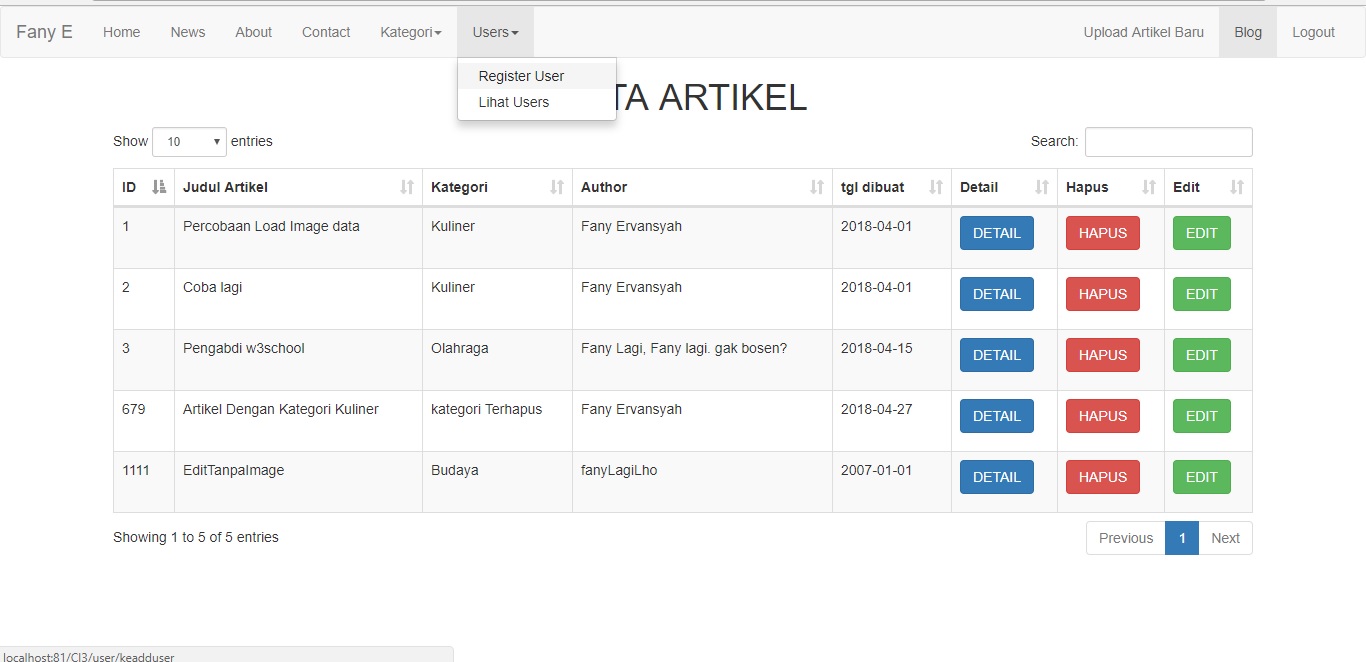 Fany E Home News About Contact Kategori Users Upload Artikel Baru Blog Logout
Register User
Lihat Users
TA ARTIKEL
Show 10 entries Search:
ID Judul Artikel Kategori Author tgl dibuat Detail Hapus Edit
1 Percobaan Load Image data Kuliner Fany Ervansyah 2018-04-01 DETAIL HAPUS EDIT
2 Coba lagi Kuliner Fany Ervansyah 2018-04-01 DETAIL HAPUS EDIT
3 Pengabdi w3school Olahraga Fany Lagi, Fany lagi. gak bosen? 2018-04-15 DETAIL HAPUS EDIT
679 Artikel Dengan Kategori Kuliner kategori Terhapus Fany Ervansyah 2018-04-27 DETAIL HAPUS EDIT
1111 EditTanpaImage Budaya fanyLagiLho 2007-01-01 DETAIL HAPUS EDIT
Showing 1 to 5 of 5 entries Previous 1 Next
localhost:81/CI3/user/keadduser